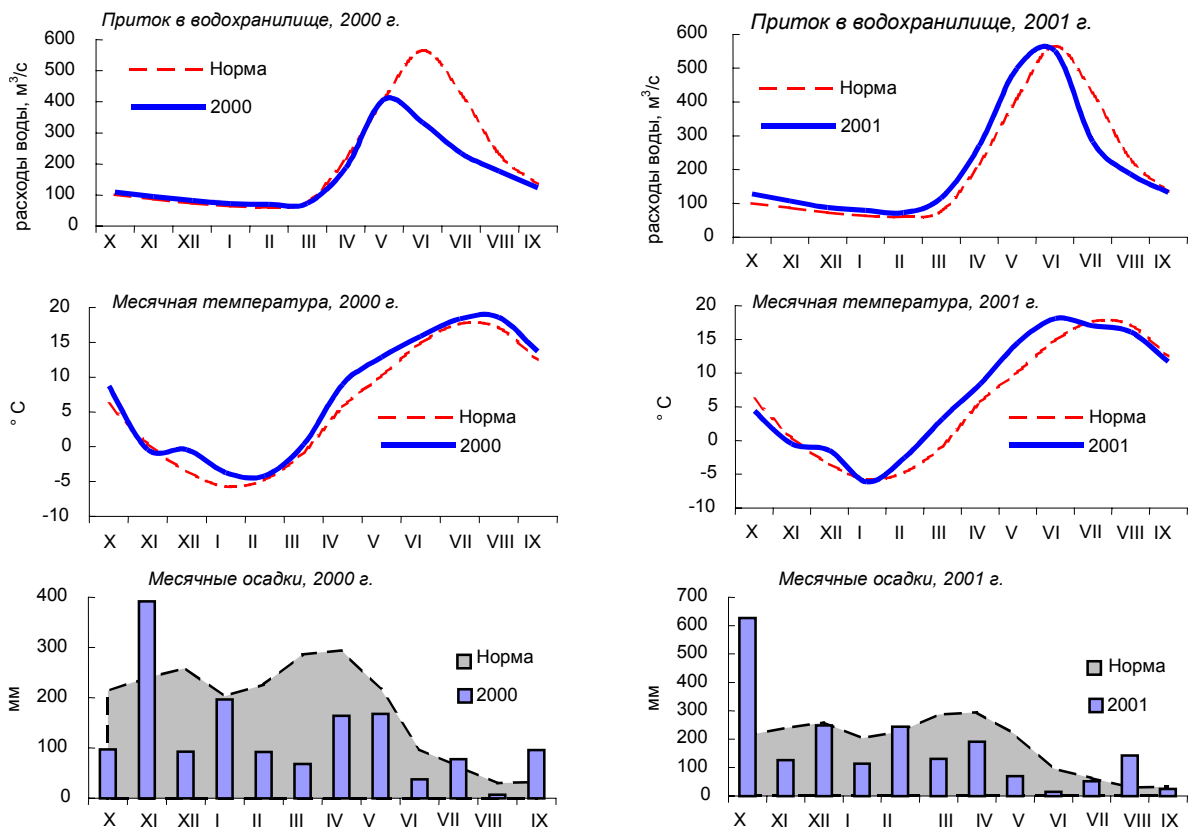 Приток в водохранилище, 2000 г.
расходы воды, м³/с
600
500
400
300
200
100
0
Норма
2000
X XI XII I II III IV V VI VII VIII IX
Приток в водохранилище, 2001 г.
расходы воды, м³/с
600
500
400
300
200
100
0
Норма
2001
X XI XII I II III IV V VI VII VIII IX
Месячная температура, 2000 г.
° C
20
15
10
5
0
-5
-10
Норма
2000
X XI XII I II III IV V VI VII VIII IX
Месячная температура, 2001 г.
° C
20
15
10
5
0
-5
-10
Норма
2001
X XI XII I II III IV V VI VII VIII IX
Месячные осадки, 2000 г.
мм
400
300
200
100
0
Норма
2000
X XI XII I II III IV V VI VII VIII IX
Месячные осадки, 2001 г.
мм
700
600
500
400
300
200
100
0
Норма
2001
X XI XII I II III IV V VI VII VIII IX